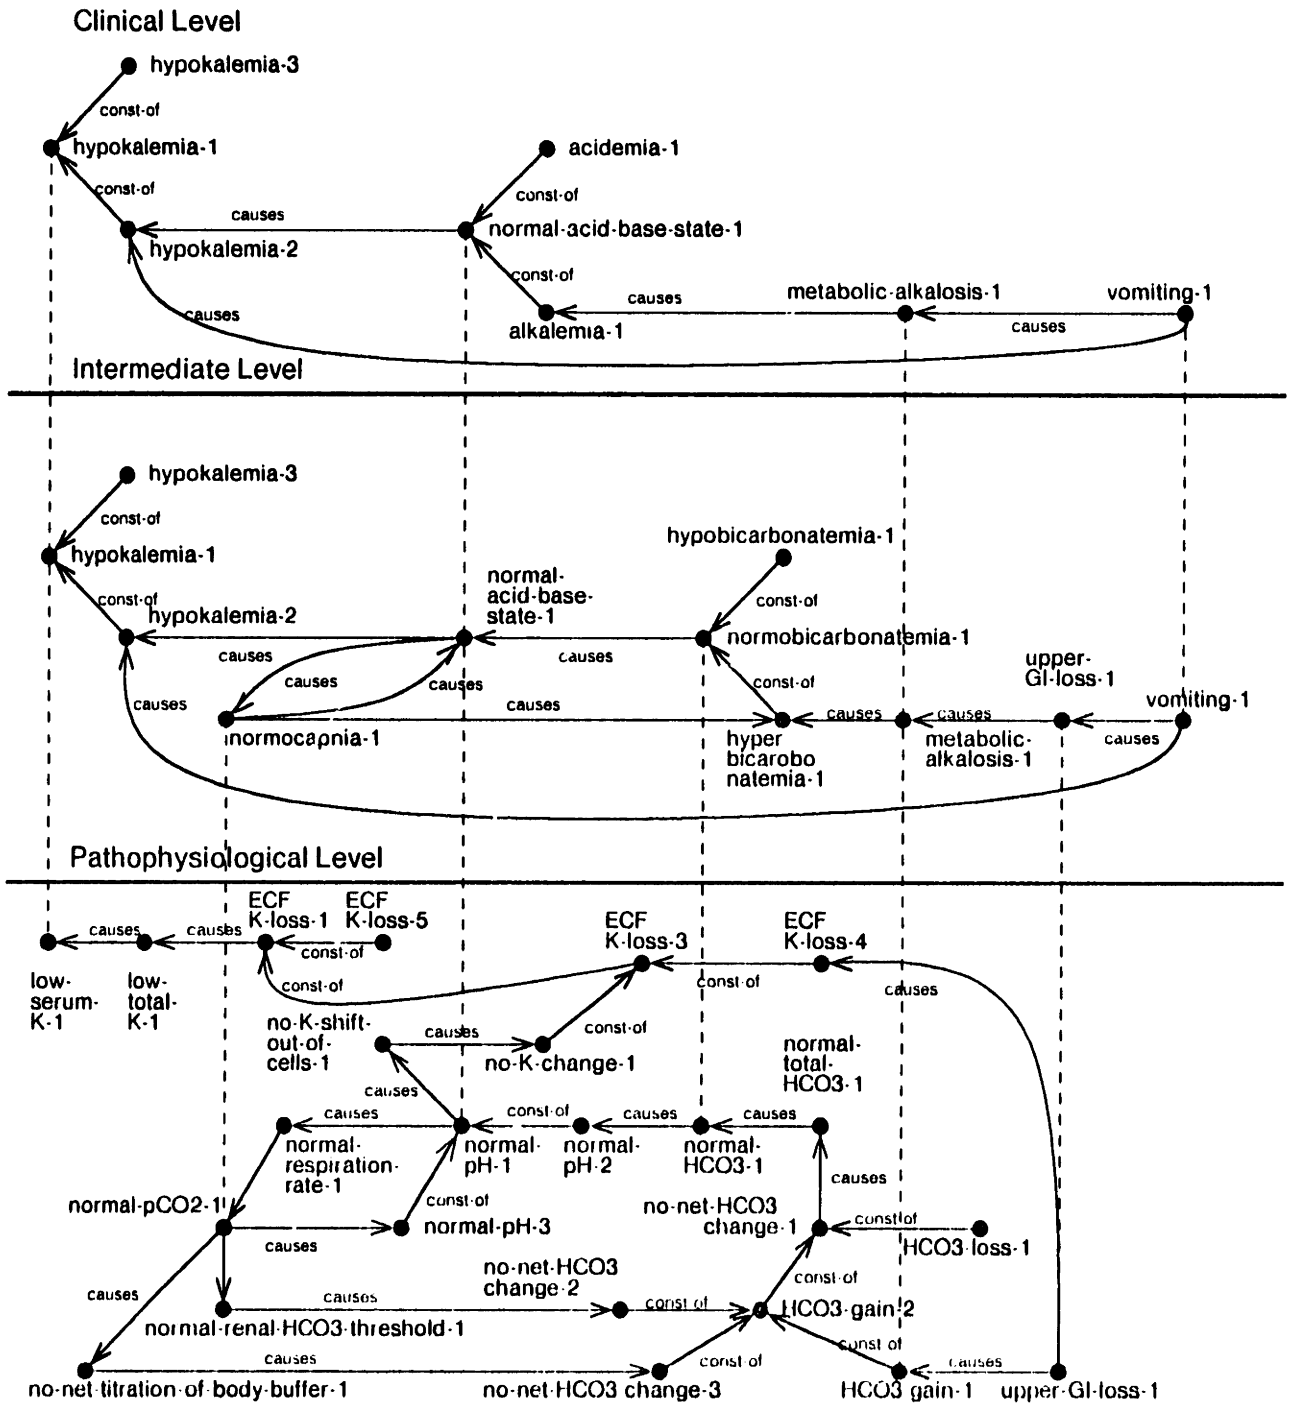 Clinical Level
hypokalemia-3
const-of
hypokalemia-1
acidemia-1
const-of
const-of
causes
normal-acid-base-state-1
hypokalemia-2
const-of
metabolic-alkalosis-1
vomiting-1
causes
causes
alkalemia-1
causes
Intermediate Level
hypokalemia-3
const-of
hypobicarbonatemia-1
hypokalemia-1
normal-
acid-base-
state-1
const-of
const-of
hypokalemia-2
normobicarbonatemia-1
causes
causes
upper-
GI-loss-1
causes
causes
const-of
vomiting-1
causes
causes
causes
causes
causes
normocapnia-1
hyper
bicarobo
natemia-1
metabolic-
alkalosis-1
Pathophysiological Level
ECF
K-loss-1
ECF
K-loss-5
ECF
K-loss-3
ECF
K-loss-4
causes
causes
const-of
low-
serum-
K-1
low-
total-
K-1
const-of
const-of
causes
no-K-shift-
out-of-
cells-1
causes
const-of
no-K-change-1
normal-
total-
HCO3-1
causes
causes
const-of
causes
causes
normal-
respiration-
rate-1
normal-
pH-1
normal-
pH-2
normal-
HCO3-1
causes
normal-pCO2-1
const-of
no-net-HCO3
change-1
const-of
causes
normal-pH-3
HCO3-loss-1
no-net-HCO3
change-2
const-of
causes
causes
const of
HCO3-gain-2
normal-renal-HCO3-threshold-1
const of
causes
const-of
causes
no-net-titration-of-body-buffer-1
no-net-HCO3 change-3
HCO3 gain-1
upper-GI-loss-1